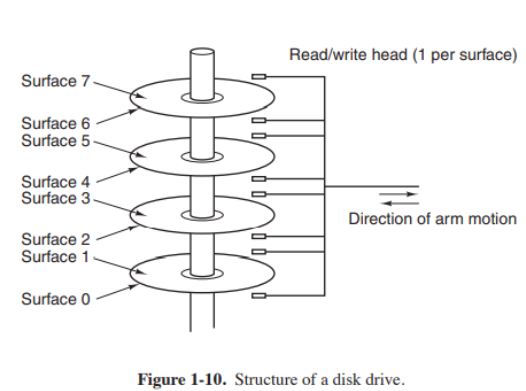 Read/write head (1 per surface)
Surface 7
Surface 6
Surface 5
Surface 4
Surface 3
Direction of arm motion
Surface 2
Surface 1
Surface 0
Figure 1-10. Structure of a disk drive.